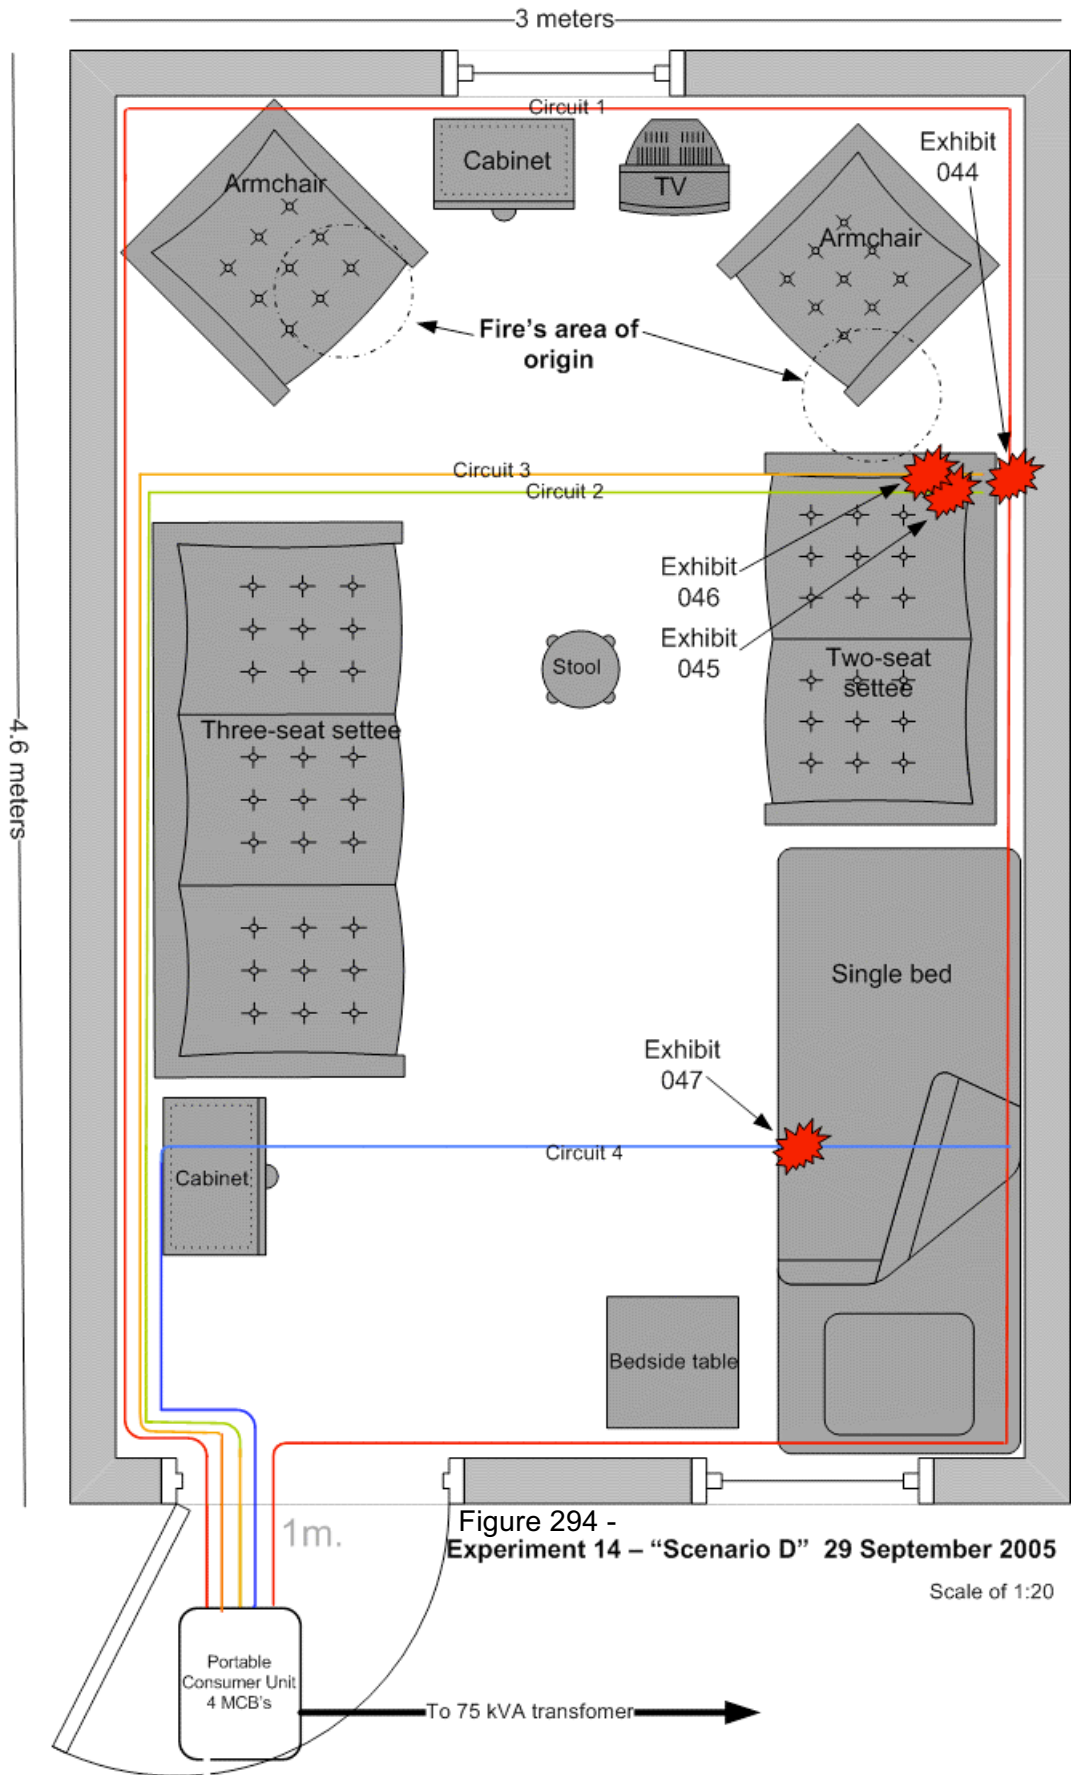 3 meters
Circuit 1
Exhibit
044
Cabinet
TV
Armchair
Armchair
Fire's area of
origin
Circuit 3
Circuit 2
Exhibit
046
Exhibit
045
Two-seat
settee
Stool
Three-seat settee
4.6 meters
Single bed
Exhibit
047
Circuit 4
Cabinet
Bedside table
1m.
Figure 294 -
Experiment 14 – “Scenario D”  29 September 2005
Scale of 1:20
Portable
Consumer Unit
4 MCB's
To 75 kVA transfomer